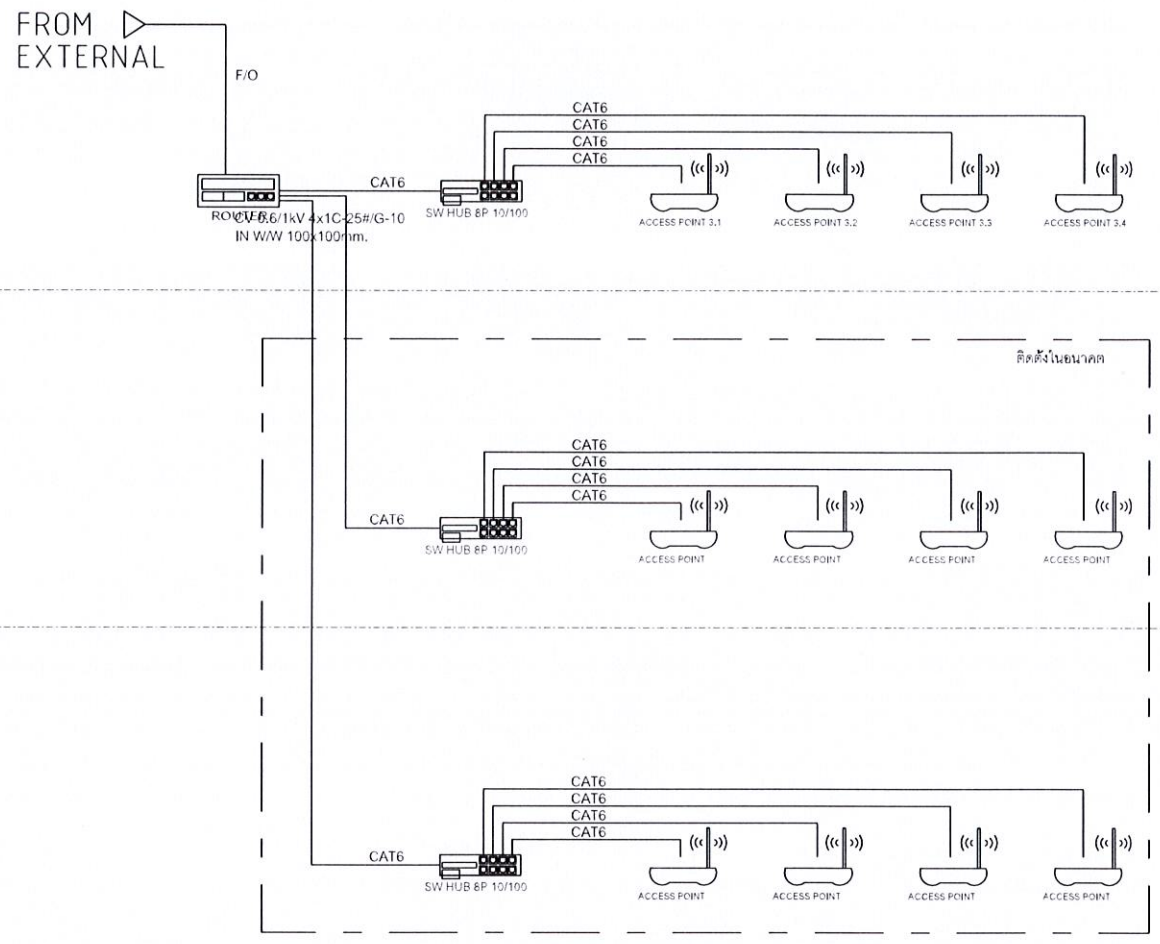 FROM
EXTERNAL
F/O
CAT6
CAT6
CAT6
CAT6
CAT6
ROUTER
CV-0.6/1kV 4x1C-25#/G-10
IN W/W 100x100mm.
SW HUB 8P 10/100
ACCESS POINT 3.1
ACCESS POINT 3.2
ACCESS POINT 3.3
ACCESS POINT 3.4
ติดตั้งในอนาคต
CAT6
CAT6
CAT6
CAT6
CAT6
SW HUB 8P 10/100
ACCESS POINT
ACCESS POINT
ACCESS POINT
ACCESS POINT
CAT6
CAT6
CAT6
CAT6
CAT6
SW HUB 8P 10/100
ACCESS POINT
ACCESS POINT
ACCESS POINT
ACCESS POINT